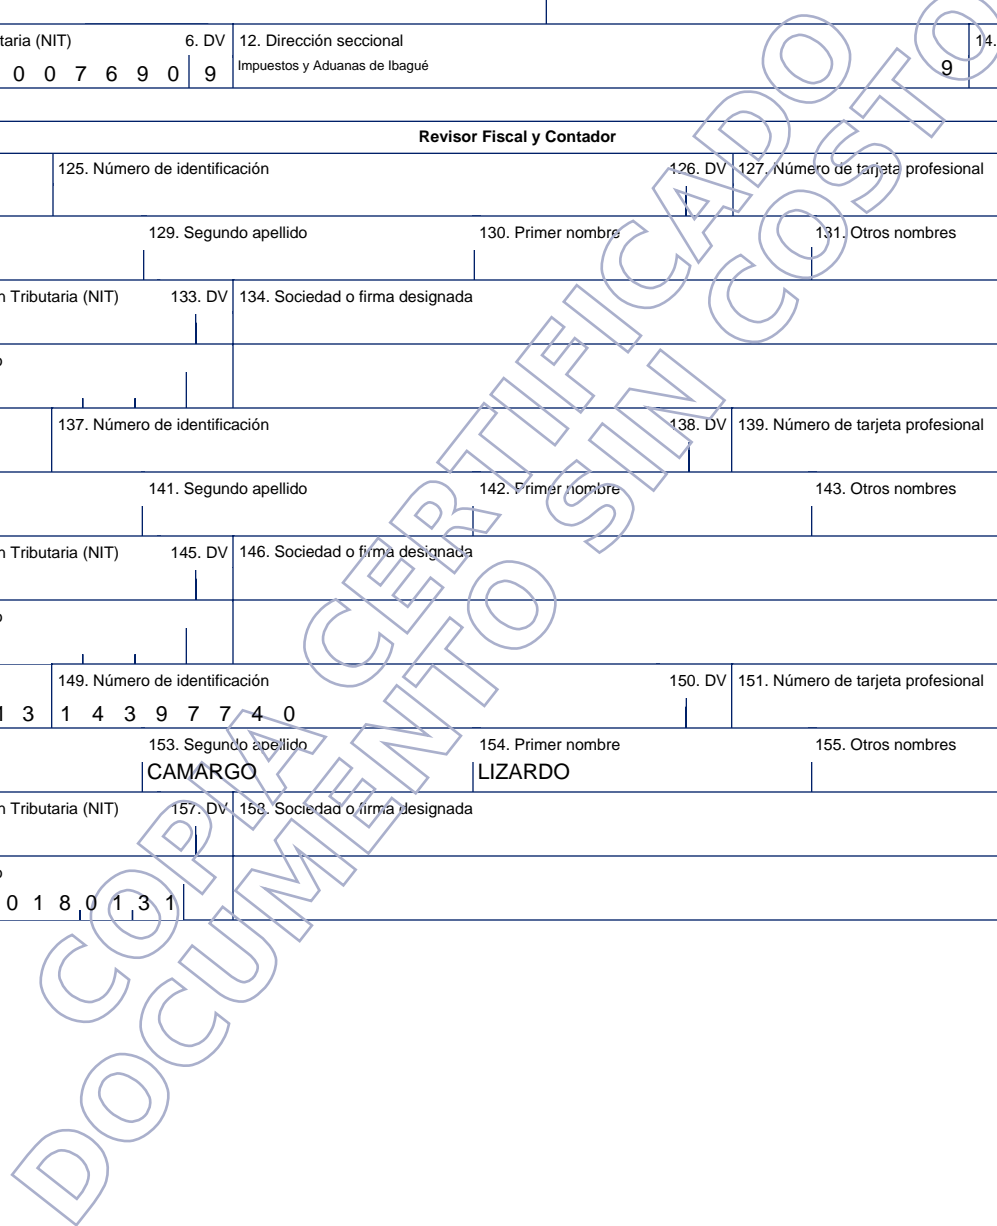 taria (NIT) 6. DV 12. Dirección seccional 14.
0 0 7 6 9 0 9 Impuestos y Aduanas de Ibagué 9
Revisor Fiscal y Contador
125. Número de identificación 126. DV 127. Número de tarjeta profesional
129. Segundo apellido 130. Primer nombre 131. Otros nombres
n Tributaria (NIT) 133. DV 134. Sociedad o firma designada
o
137. Número de identificación 138. DV 139. Número de tarjeta profesional
141. Segundo apellido 142. Primer nombre 143. Otros nombres
n Tributaria (NIT) 145. DV 146. Sociedad o firma designada
o
149. Número de identificación 150. DV 151. Número de tarjeta profesional
1 3 1 4 3 9 7 7 4 0
153. Segundo apellido 154. Primer nombre 155. Otros nombres
CAMARGO LIZARDO
n Tributaria (NIT) 157. DV 158. Sociedad o firma designada
o
0 1 8 0 1 3 1
COPIA CERTIFICADO
DOCUMENTO SIN COSTO